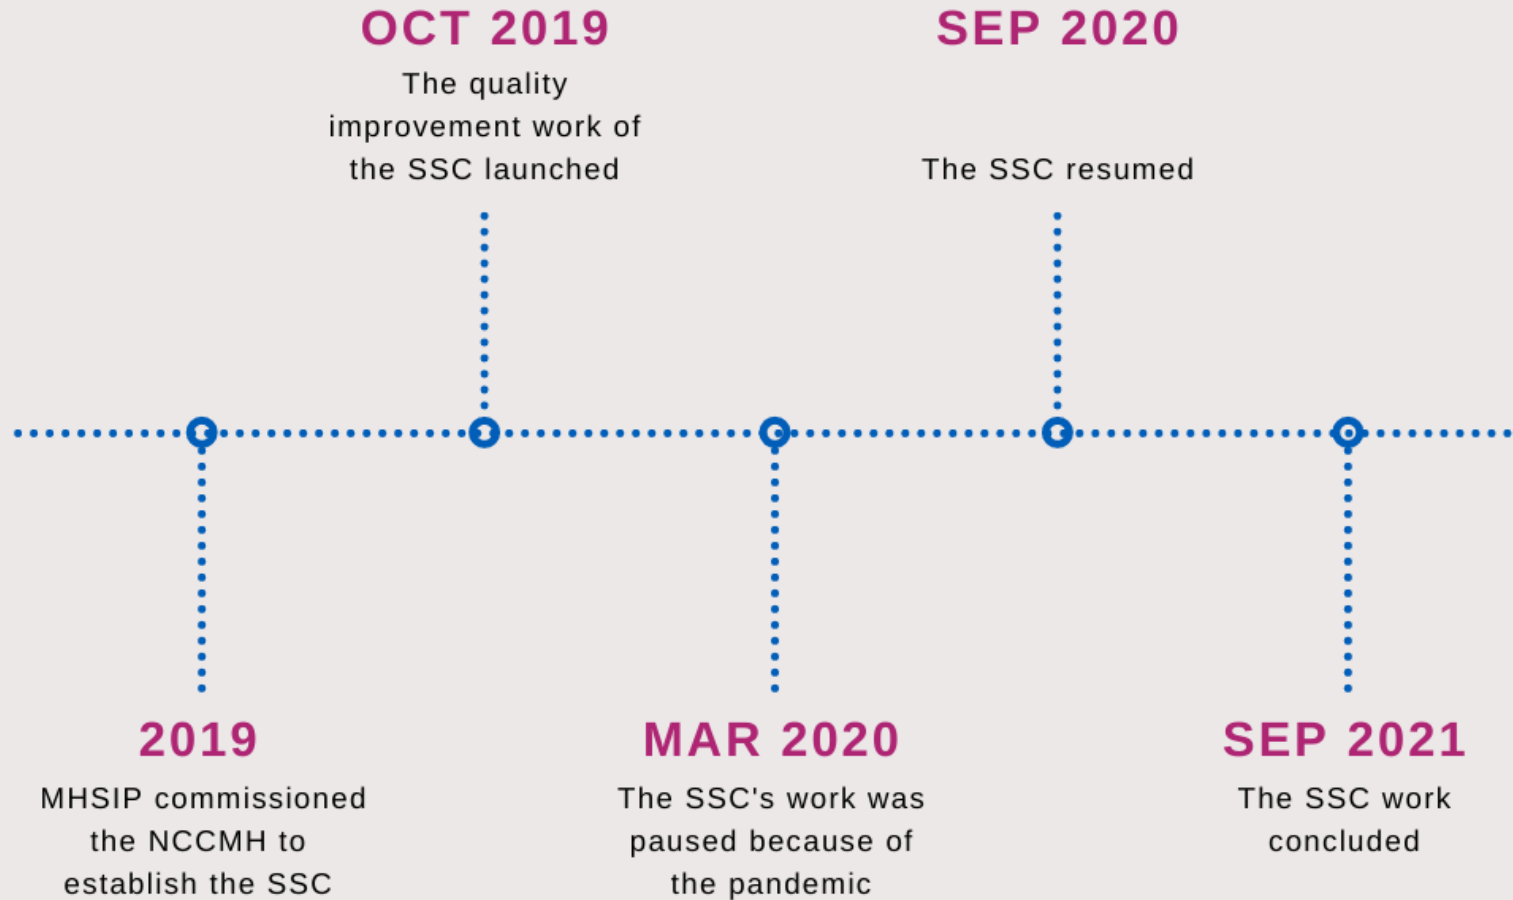 OCT 2019
The quality
improvement work of
the SSC launched
SEP 2020
The SSC resumed
2019
MHSIP commissioned
the NCCMH to
establish the SSC
MAR 2020
The SSC's work was
paused because of
the pandemic
SEP 2021
The SSC work
concluded